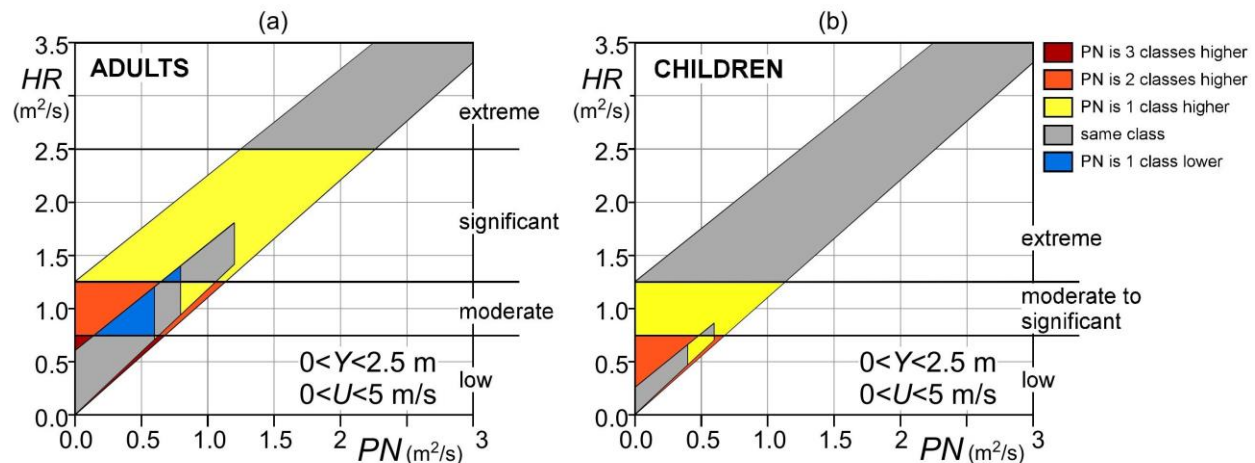 (a)
ADULTS
HR
(m²/s)
3.5
2.5
2.0
1.5
1.0
0.5
0.0
extreme
significant
moderate
low
0<Y<2.5 m
0<U<5 m/s
0.0 0.5 1.0 1.5 2 3
PN (m²/s)
(b)
CHILDREN
HR
(m²/s)
3.5
2.5
2.0
1.5
1.0
0.5
0.0
extreme
moderate to
significant
low
0<Y<2.5 m
0<U<5 m/s
0.0 0.5 1.0 1.5 2 3
PN (m²/s)
PN is 3 classes higher
PN is 2 classes higher
PN is 1 class higher
same class
PN is 1 class lower